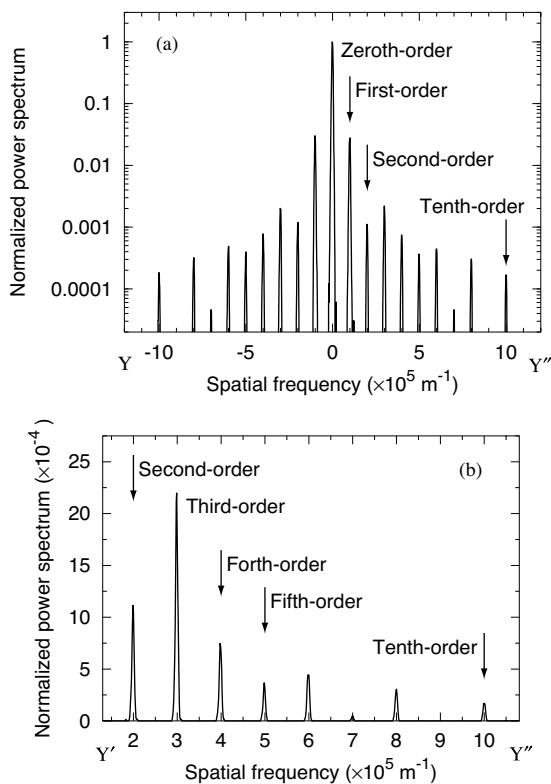 (a)
Normalized power spectrum
1
0.1
0.01
0.001
0.0001
Zeroth-order
First-order
Second-order
Tenth-order
-10 -5 0 5 10
Y Y″
Spatial frequency (×10⁵ m⁻¹)
(b)
Normalized power spectrum (×10⁻⁴)
25
20
15
10
5
0
Second-order
Third-order
Forth-order
Fifth-order
Tenth-order
2 3 4 5 6 7 8 9 10
Y′ Y″
Spatial frequency (×10⁵ m⁻¹)